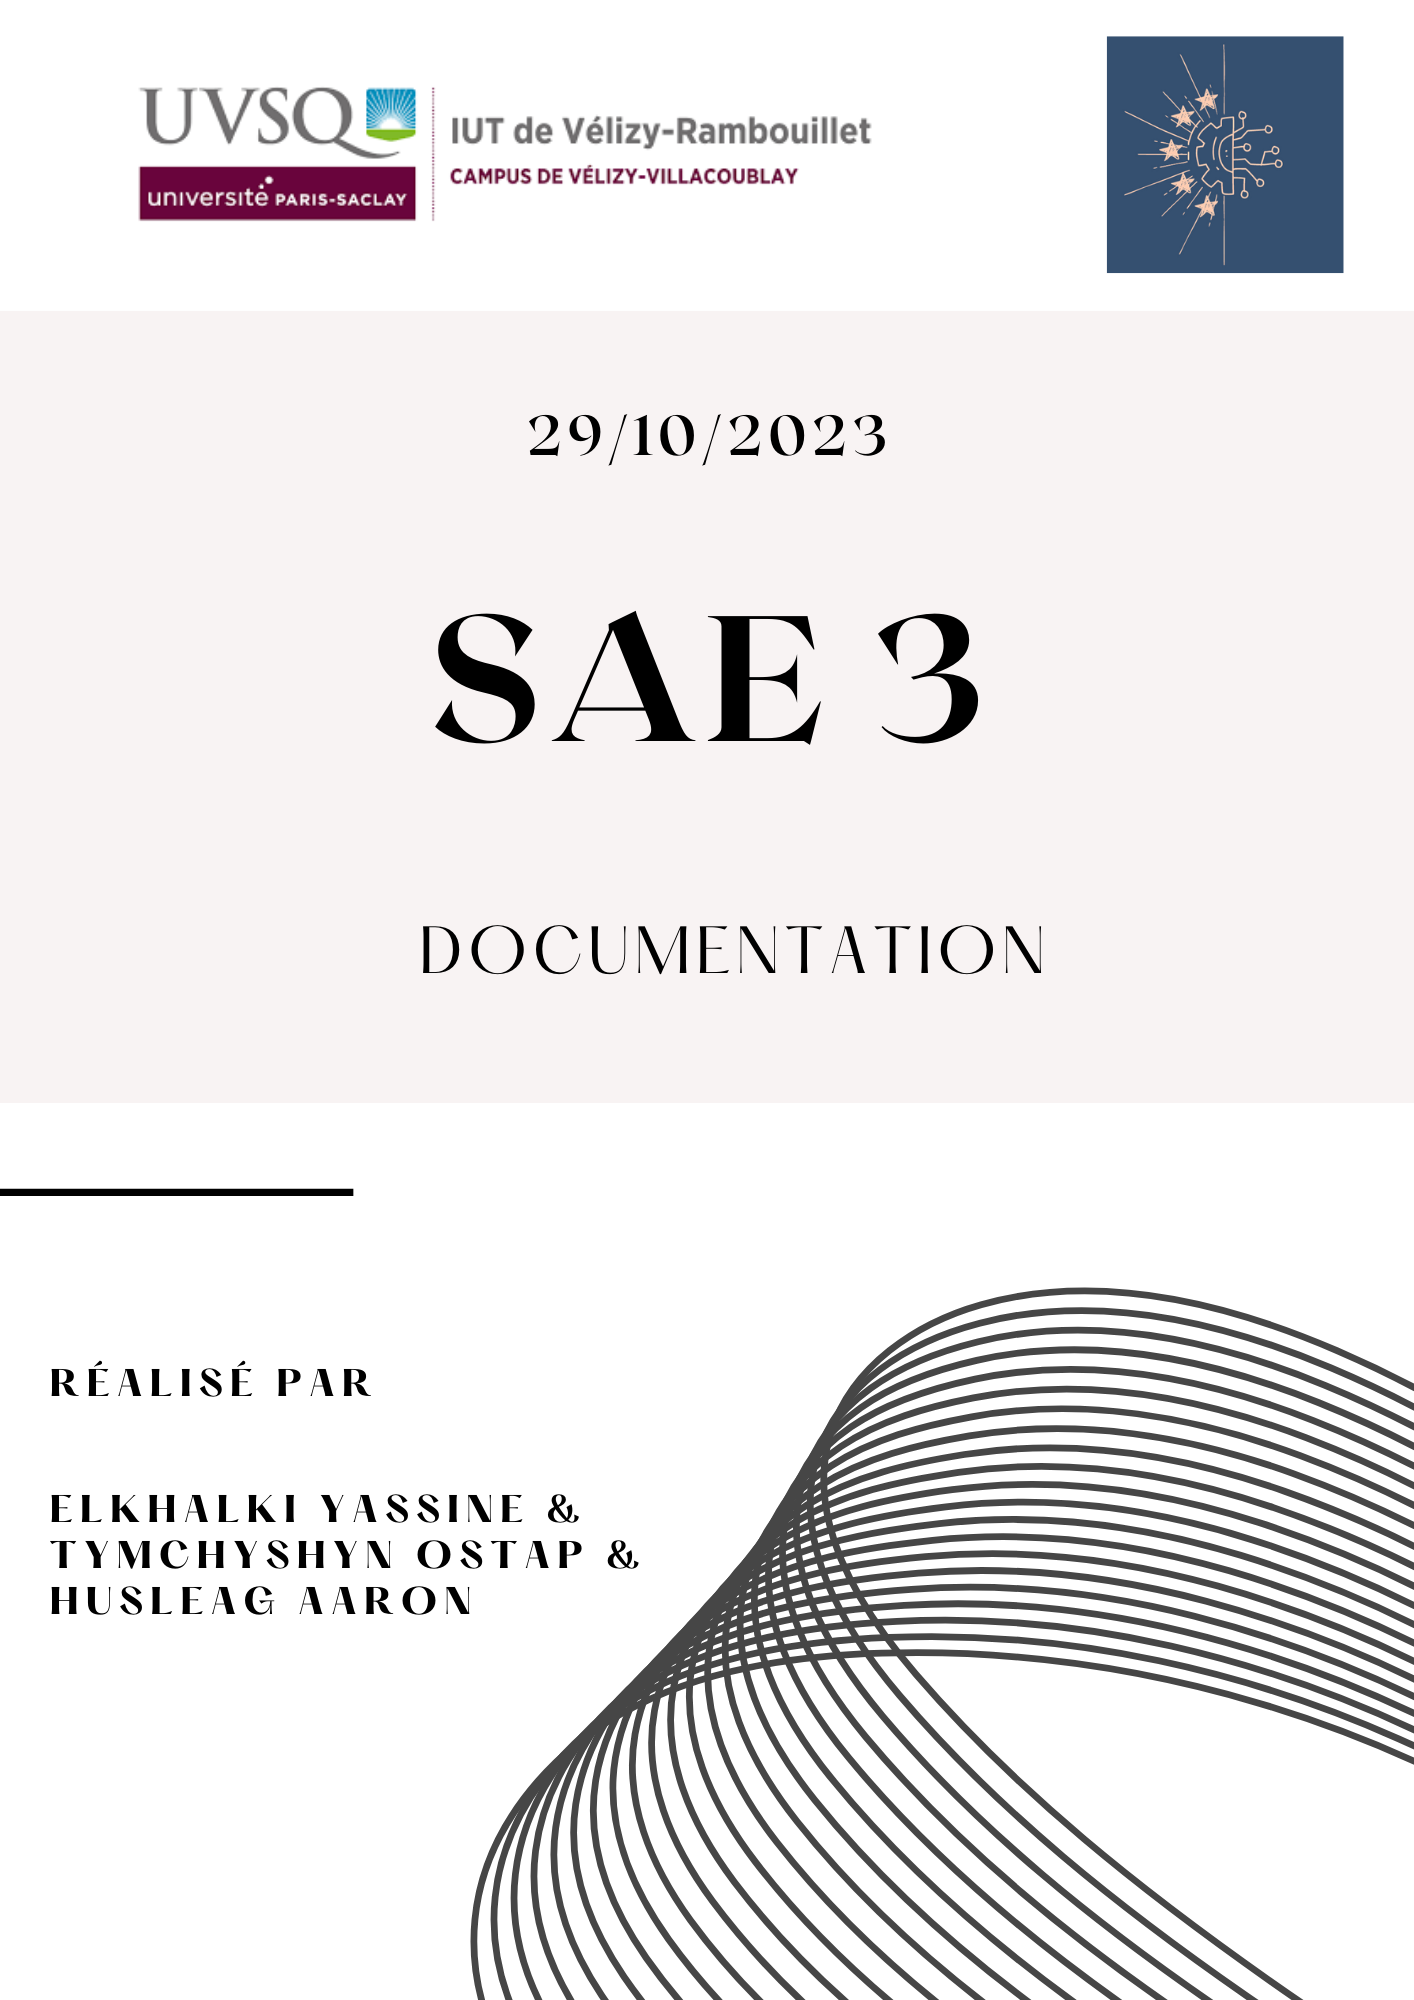 UVSQ
université PARIS-SACLAY
IUT de Vélizy-Rambouillet
CAMPUS DE VÉLIZY-VILLACOUBLAY
29/10/2023
SAE 3
DOCUMENTATION
RÉALISÉ PAR
ELKHALKI YASSINE &
TYMCHYSHYN OSTAP &
HUSLEAG AARON